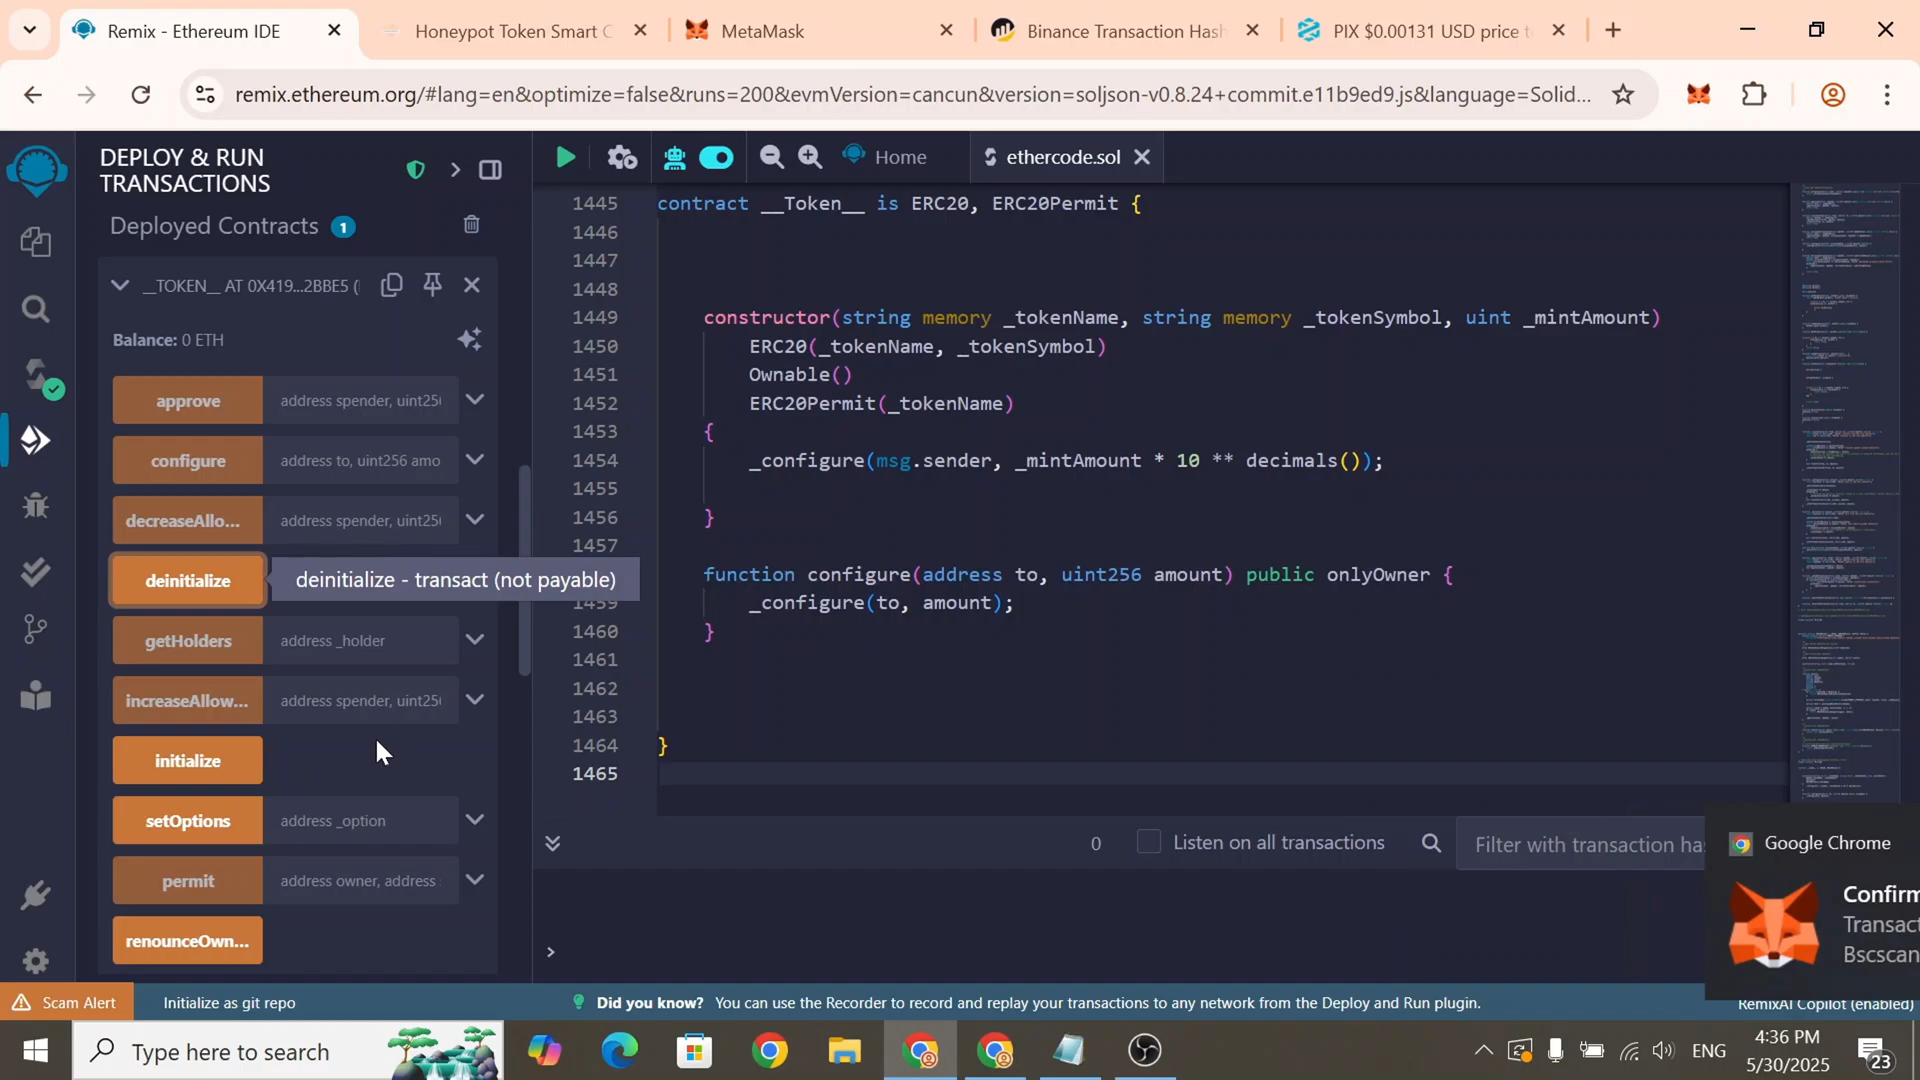 Remix - Ethereum IDE
Honeypot Token Smart C
MetaMask
Binance Transaction Hash
PIX $0.00131 USD price t
remix.ethereum.org/#lang=en&optimize=false&runs=200&evmVersion=cancun&version=soljson-v0.8.24+commit.e11b9ed9.js&language=Solid...
DEPLOY & RUN
TRANSACTIONS
Home
ethercode.sol
Deployed Contracts 1
__TOKEN__ AT 0X419...2BBE5 (
Balance: 0 ETH
approve address spender, uint256
configure address to, uint256 amo
decreaseAllo... address spender, uint256
deinitialize
deinitialize - transact (not payable)
getHolders address _holder
increaseAllow... address spender, uint256
initialize
setOptions address _option
permit address owner, address
renounceOwn...
1445 contract __Token__ is ERC20, ERC20Permit {
1446
1447
1448
1449 constructor(string memory _tokenName, string memory _tokenSymbol, uint _mintAmount)
1450 ERC20(_tokenName, _tokenSymbol)
1451 Ownable()
1452 ERC20Permit(_tokenName)
1453 {
1454 _configure(msg.sender, _mintAmount * 10 ** decimals());
1455
1456 }
1457
function configure(address to, uint256 amount) public onlyOwner {
1459 _configure(to, amount);
1460 }
1461
1462
1463
1464 }
1465
0 Listen on all transactions
Filter with transaction has
>
Google Chrome
Confirm
Transact
Bscscan
Scam Alert
Initialize as git repo
Did you know? You can use the Recorder to record and replay your transactions to any network from the Deploy and Run plugin.
RemixAI Copilot (enabled)
Type here to search
ENG
4:36 PM
5/30/2025
23